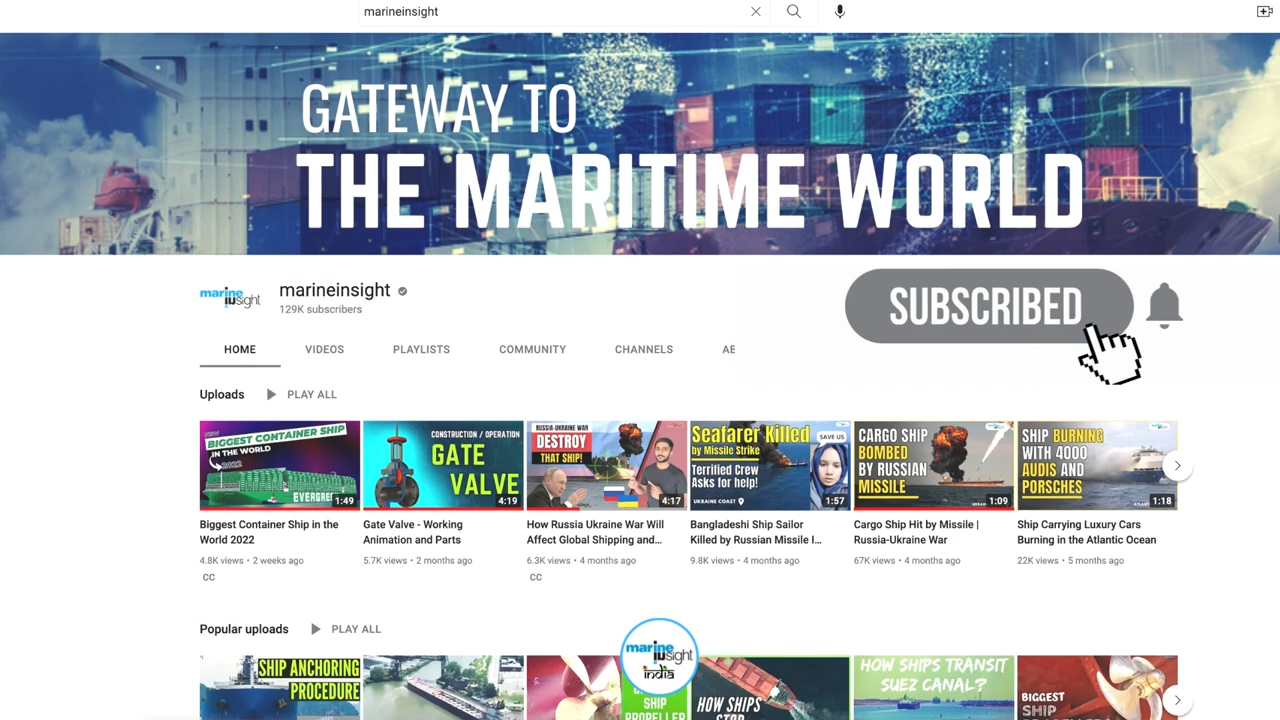 marineinsight
GATEWAY TO
THE MARITIME WORLD
marine
insight
marineinsight
129K subscribers
SUBSCRIBED
HOME VIDEOS PLAYLISTS COMMUNITY CHANNELS AB
Uploads PLAY ALL
NEW
BIGGEST CONTAINER SHIP
IN THE WORLD
2022
EVERGREEN
1:49
CONSTRUCTION / OPERATION
GATE
VALVE
4:19
RUSSIA-UKRAINE WAR
DESTROY
THAT SHIP!
4:17
Seafarer Killed
by Missile Strike
Terrified Crew
Asks for help!
UKRAINE COAST
SAVE US
1:57
CARGO SHIP
BOMBED
BY RUSSIAN
MISSILE
1:09
SHIP BURNING
WITH 4000
AUDIS AND
PORSCHES
1:18
Biggest Container Ship in the
World 2022
4.8K views • 2 weeks ago
CC
Gate Valve - Working
Animation and Parts
5.7K views • 2 months ago
How Russia Ukraine War Will
Affect Global Shipping and...
6.3K views • 4 months ago
CC
Bangladeshi Ship Sailor
Killed by Russian Missile I...
9.8K views • 4 months ago
Cargo Ship Hit by Missile |
Russia-Ukraine War
67K views • 4 months ago
Ship Carrying Luxury Cars
Burning in the Atlantic Ocean
22K views • 5 months ago
Popular uploads PLAY ALL
SHIP ANCHORING
PROCEDURE
marine
insight
india
SHIP
PROPELLER
HOW SHIPS
STOP
HOW SHIPS TRANSIT
SUEZ CANAL?
BIGGEST
SHIP